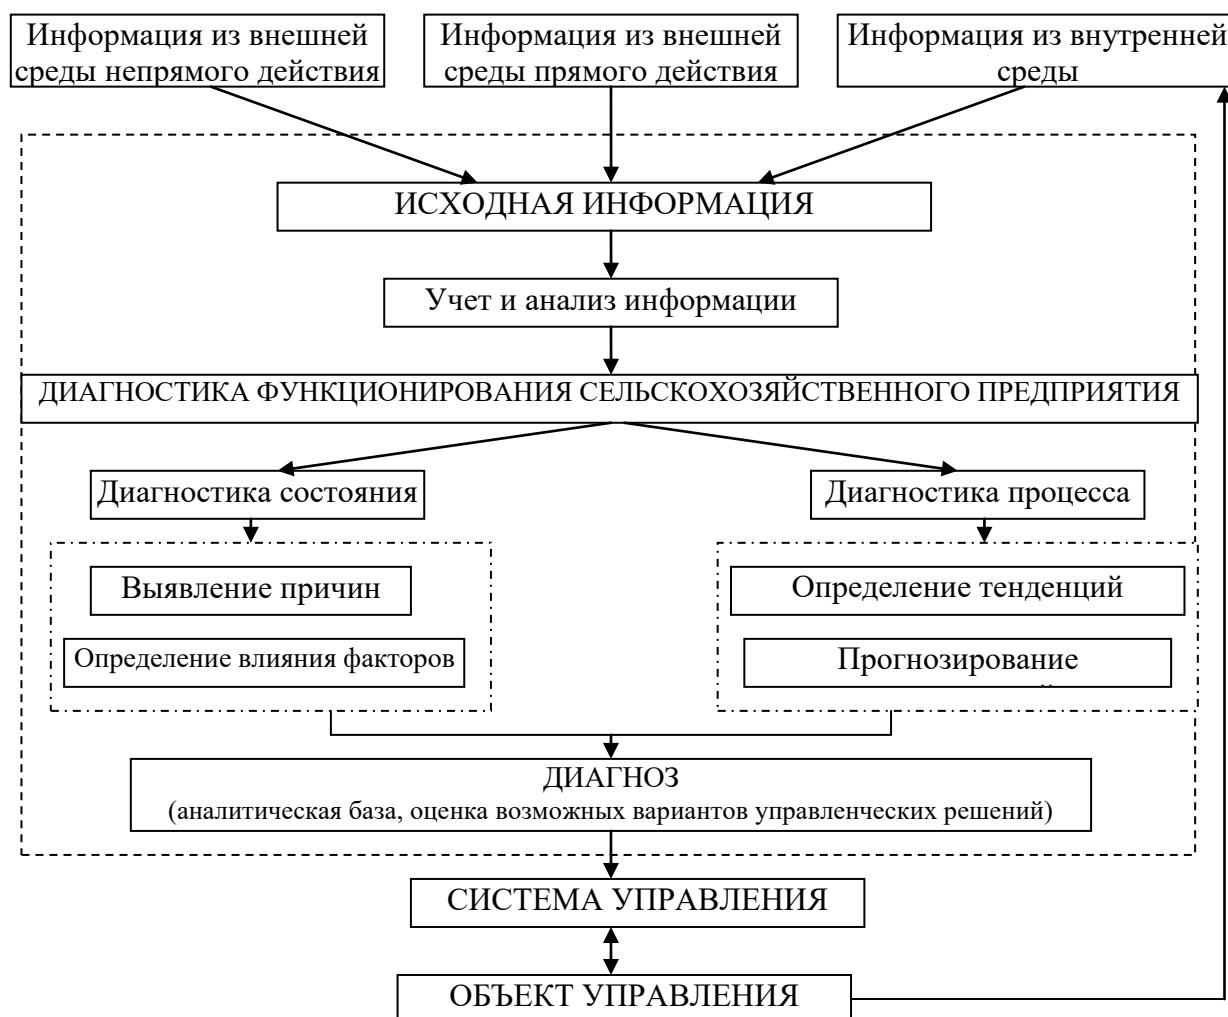 Информация из внешней
среды непрямого действия
Информация из внешней
среды прямого действия
Информация из внутренней
среды
ИСХОДНАЯ ИНФОРМАЦИЯ
Учет и анализ информации
ДИАГНОСТИКА ФУНКЦИОНИРОВАНИЯ СЕЛЬСКОХОЗЯЙСТВЕННОГО ПРЕДПРИЯТИЯ
Диагностика состояния
Диагностика процесса
Выявление причин
Определение влияния факторов
Определение тенденций
Прогнозирование
ДИАГНОЗ
(аналитическая база, оценка возможных вариантов управленческих решений)
СИСТЕМА УПРАВЛЕНИЯ
ОБЪЕКТ УПРАВЛЕНИЯ